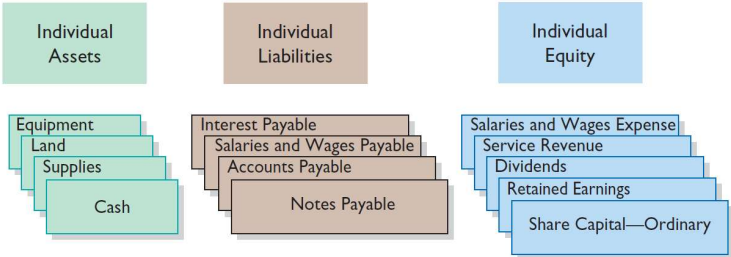 Individual
Assets
Individual
Liabilities
Individual
Equity
Equipment
Land
Supplies
Cash
Interest Payable
Salaries and Wages Payable
Accounts Payable
Notes Payable
Salaries and Wages Expense
Service Revenue
Dividends
Retained Earnings
Share Capital—Ordinary